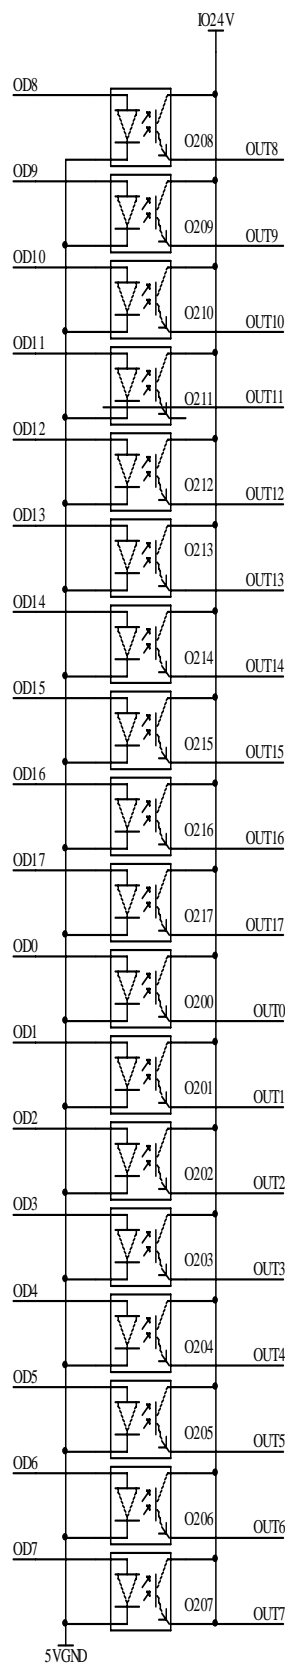 IO24V
OD8
O208
OUT8
OD9
O209
OUT9
OD10
O210
OUT10
OD11
O211
OUT11
OD12
O212
OUT12
OD13
O213
OUT13
OD14
O214
OUT14
OD15
O215
OUT15
OD16
O216
OUT16
OD17
O217
OUT17
OD0
O200
OUT0
OD1
O201
OUT1
OD2
O202
OUT2
OD3
O203
OUT3
OD4
O204
OUT4
OD5
O205
OUT5
OD6
O206
OUT6
OD7
O207
OUT7
5VGND